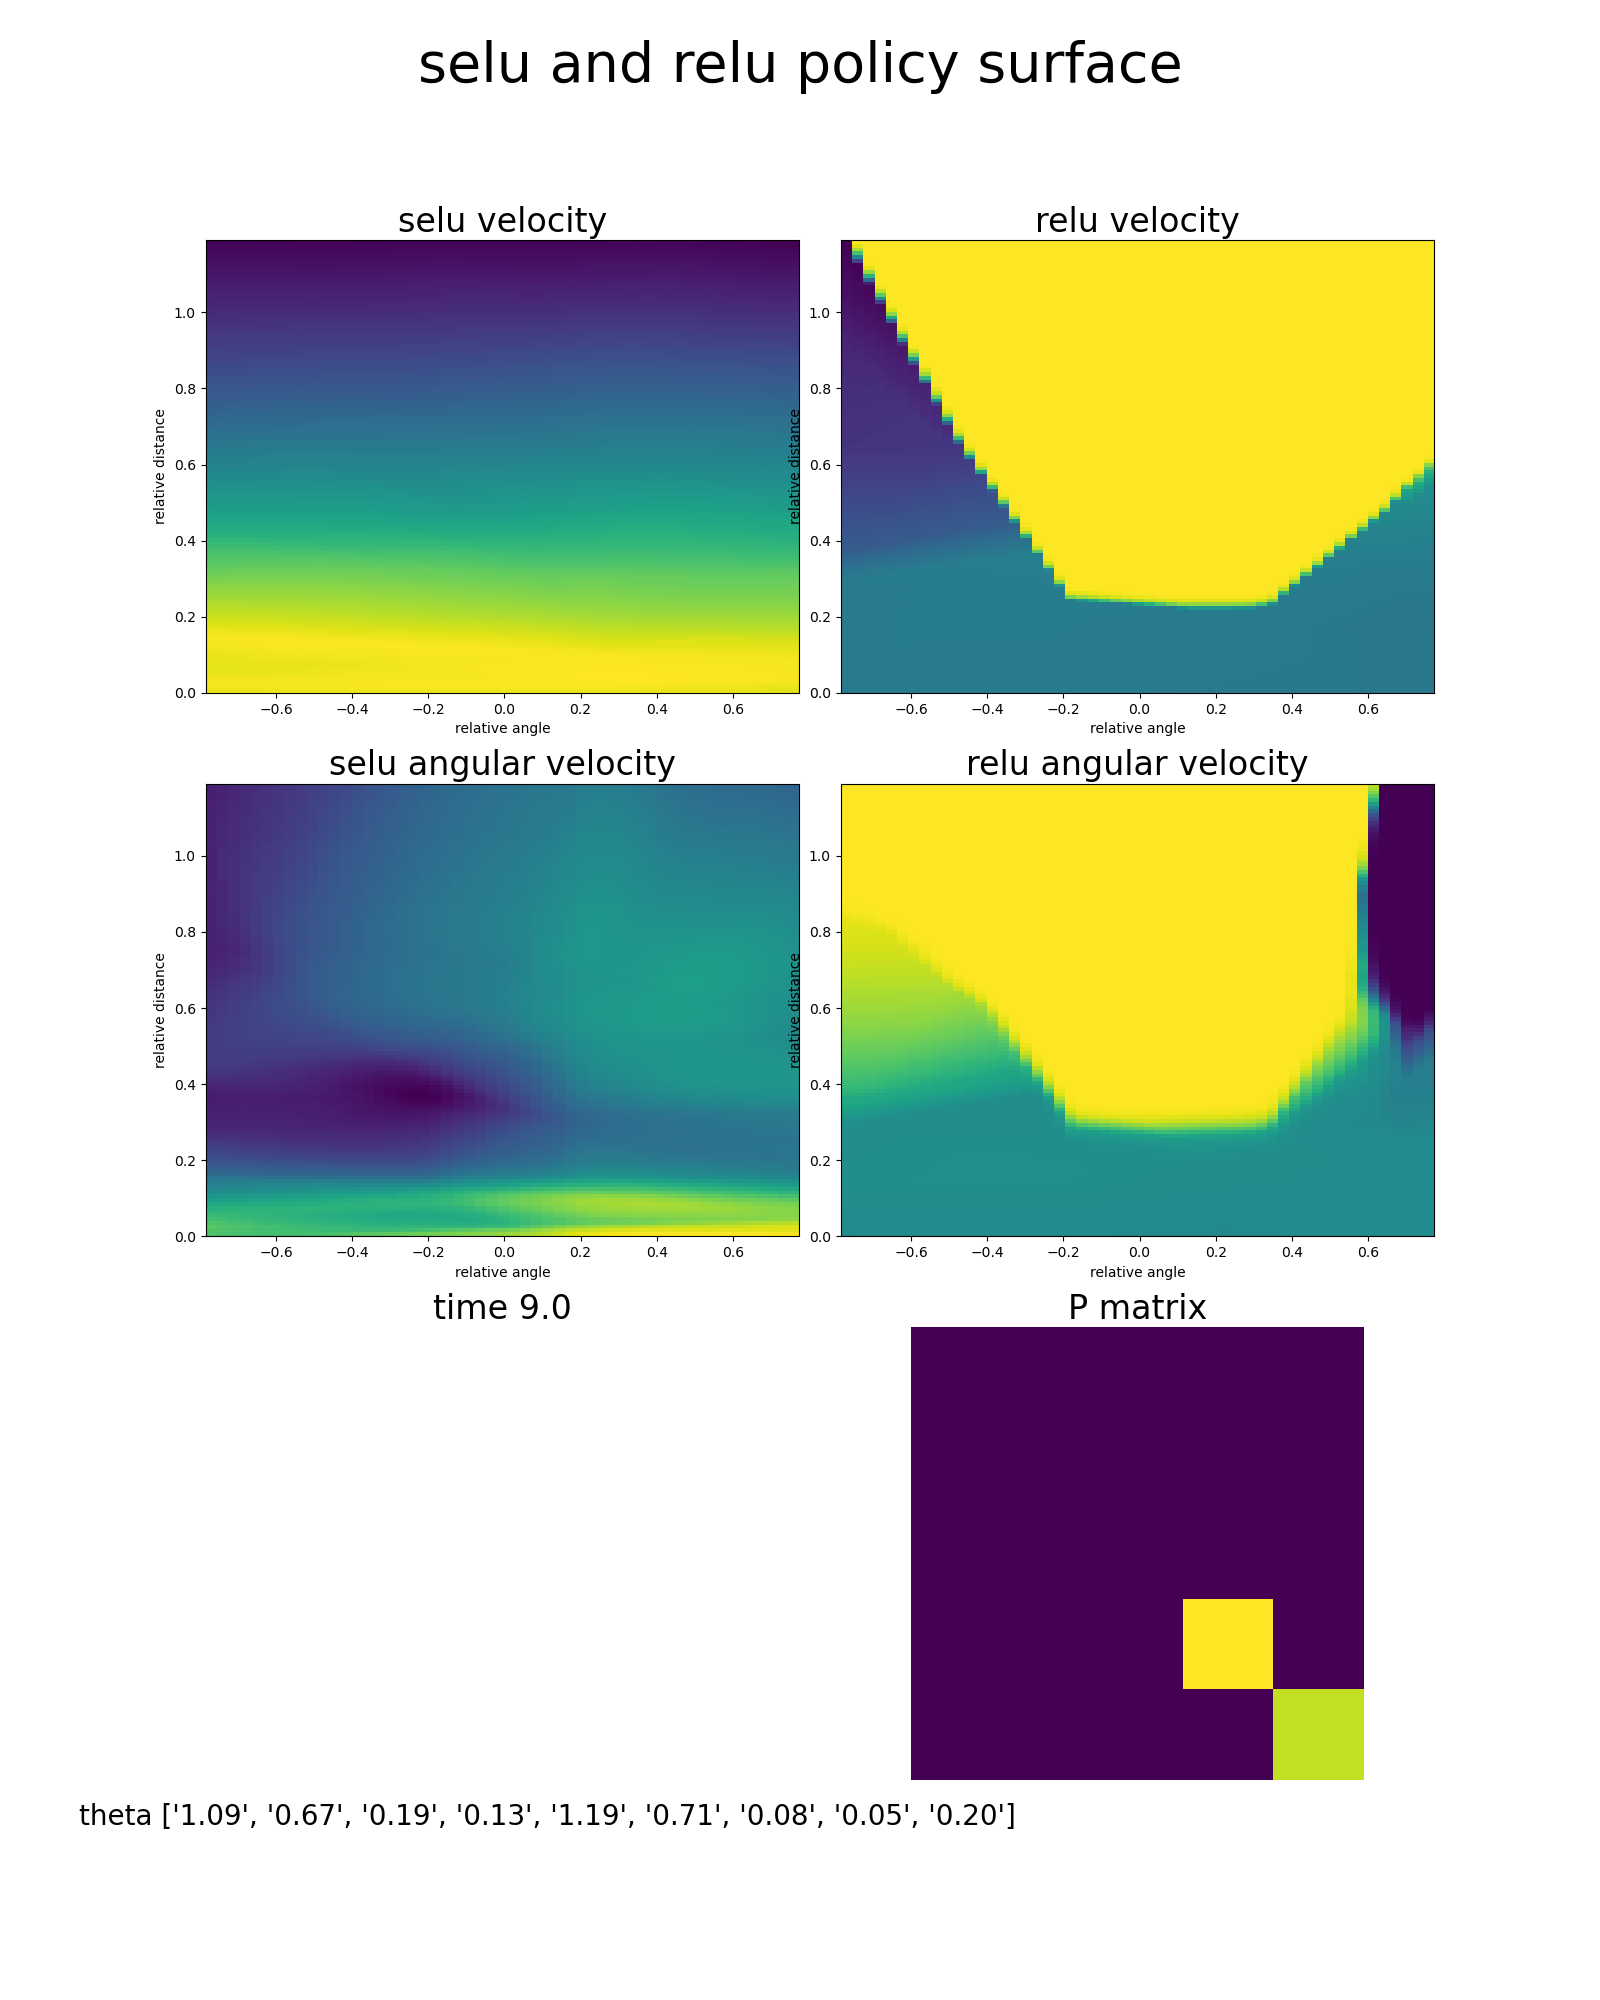 selu and relu policy surface
selu velocity
relative distance
1.0
0.8
0.6
0.4
0.2
0.0
−0.6 −0.4 −0.2 0.0 0.2 0.4 0.6
relative angle
relu velocity
relative distance
1.0
0.8
0.6
0.4
0.2
0.0
−0.6 −0.4 −0.2 0.0 0.2 0.4 0.6
relative angle
selu angular velocity
relative distance
1.0
0.8
0.6
0.4
0.2
0.0
−0.6 −0.4 −0.2 0.0 0.2 0.4 0.6
relative angle
relu angular velocity
relative distance
1.0
0.8
0.6
0.4
0.2
0.0
−0.6 −0.4 −0.2 0.0 0.2 0.4 0.6
relative angle
time 9.0
P matrix
theta ['1.09', '0.67', '0.19', '0.13', '1.19', '0.71', '0.08', '0.05', '0.20']